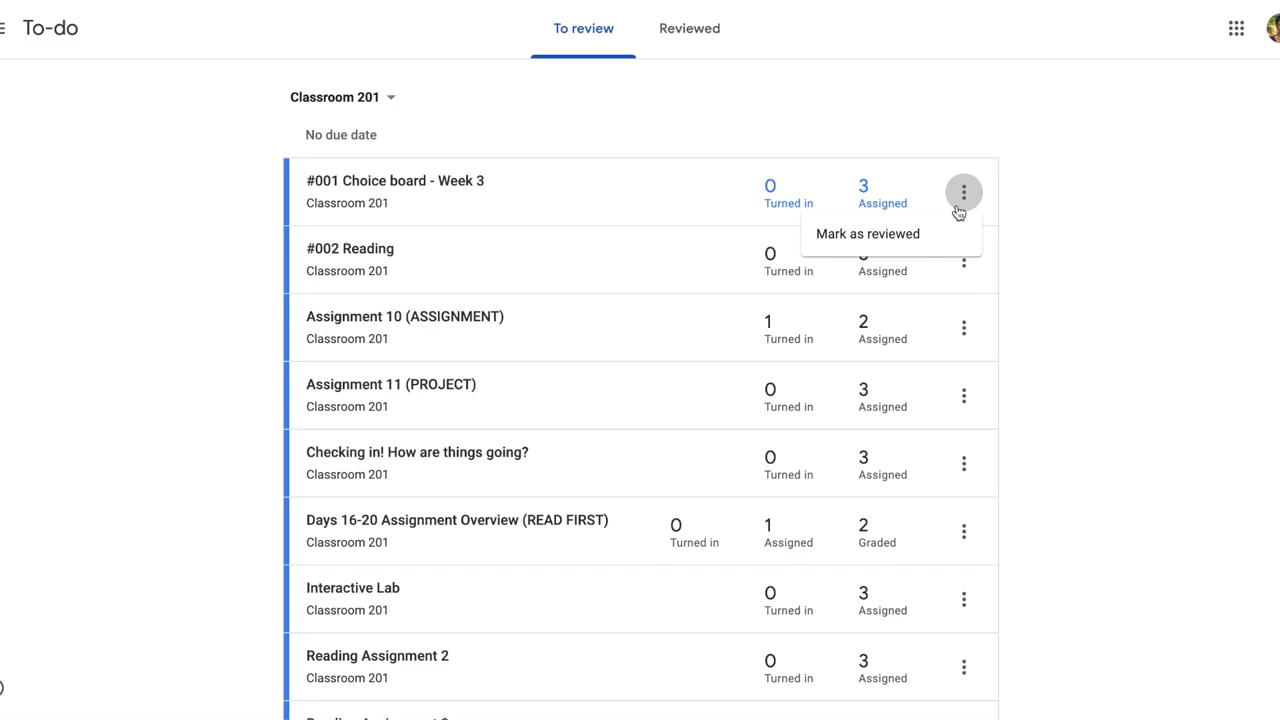 To-do
To review
Reviewed
Classroom 201
No due date
#001 Choice board - Week 3
Classroom 201
0
Turned in
3
Assigned
Mark as reviewed
#002 Reading
Classroom 201
0
Turned in
Assigned
Assignment 10 (ASSIGNMENT)
Classroom 201
1
Turned in
2
Assigned
Assignment 11 (PROJECT)
Classroom 201
0
Turned in
3
Assigned
Checking in! How are things going?
Classroom 201
0
Turned in
3
Assigned
Days 16-20 Assignment Overview (READ FIRST)
Classroom 201
0
Turned in
1
Assigned
2
Graded
Interactive Lab
Classroom 201
0
Turned in
3
Assigned
Reading Assignment 2
Classroom 201
0
Turned in
3
Assigned